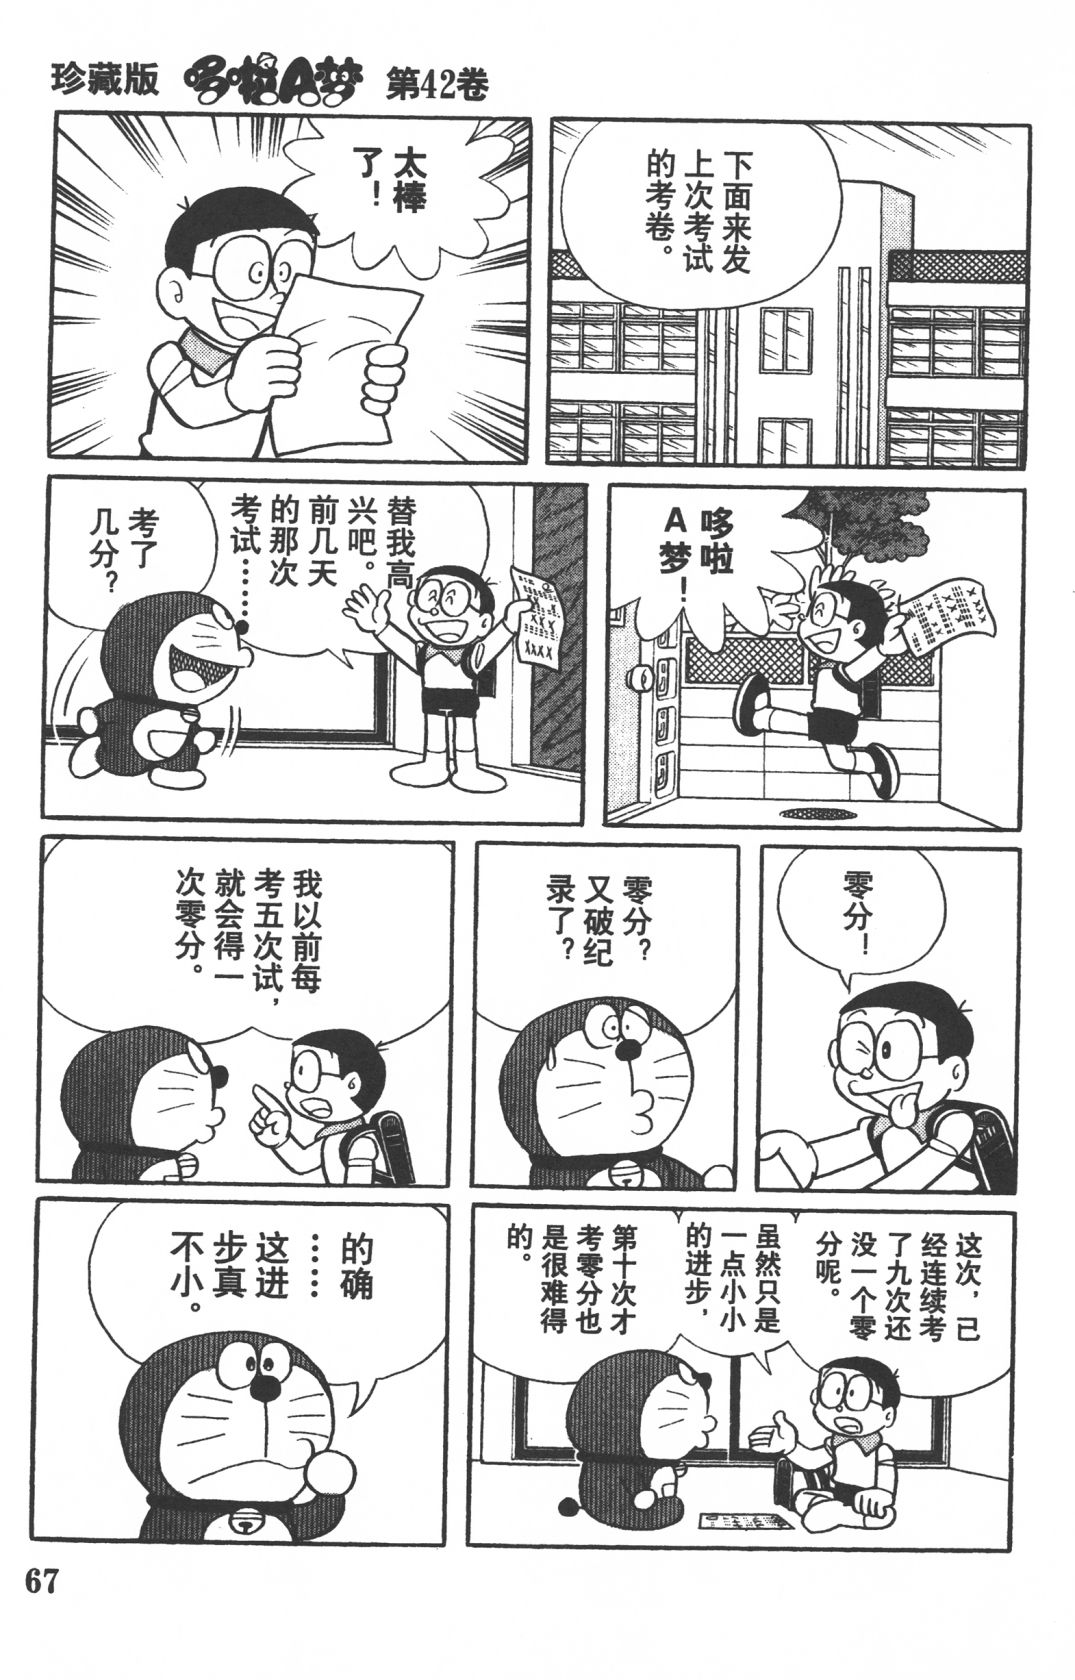 珍藏版 哆啦A梦 第42卷
下面来发
上次考试
的考卷。
太棒
了！
哆啦
A梦！
替我高
兴吧。
前几天
的那次
考试……
考了
几分？
零分！
零分？
又破纪
录了？
我以前每
考五次试，
就会得一
次零分。
这次，已
经连续考
了九次还
没一个零
分呢。
虽然只是
一点小小
的进步，
第十次才
考零分也
是很难得
的。
的确
……
这进
步真
不小。
67